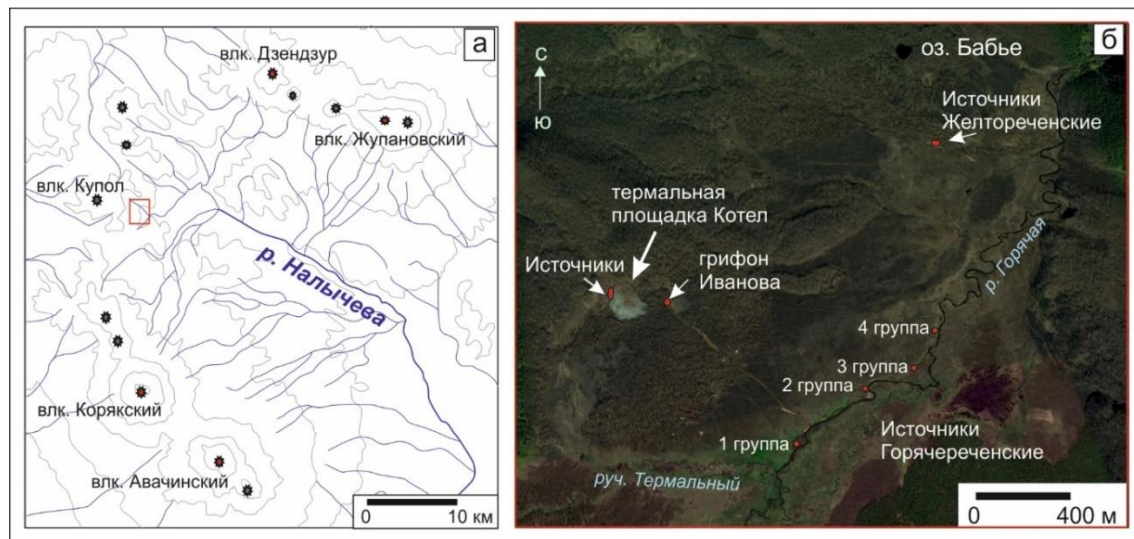 а
влк. Дзендзур
влк. Жупановский
влк. Купол
р. Налычева
влк. Корякский
влк. Авачинский
0 10 км
б
оз. Бабье
С
Ю
Источники
Желтореченские
термальная
площадка Котел
Источники
грифон
Иванова
р. Горячая
4 группа
3 группа
2 группа
1 группа
Источники
Горячереченские
руч. Термальный
0 400 м